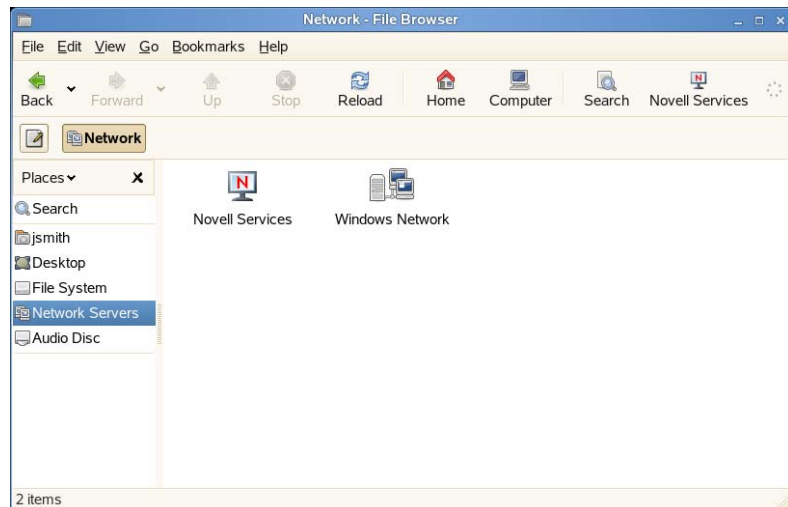 Network - File Browser
File Edit View Go Bookmarks Help
Back Forward Up Stop Reload Home Computer Search Novell Services
Network
Places
Search
jsmith
Desktop
File System
Network Servers
Audio Disc
N
Novell Services Windows Network
2 items